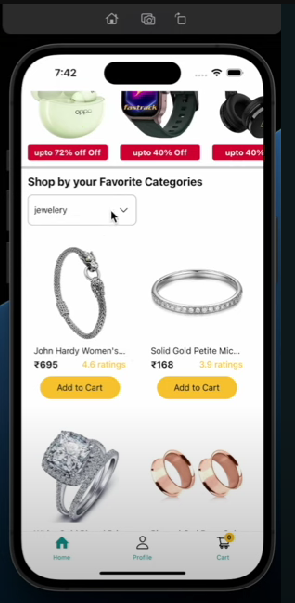 7:42
oppo
fastrack
upto 72% off Off
upto 40% Off
upto 40%
Shop by your Favorite Categories
jewelery
John Hardy Women's...
Solid Gold Petite Mic...
₹695
4.6 ratings
₹168
3.9 ratings
Add to Cart
Add to Cart
0
Home
Profile
Cart